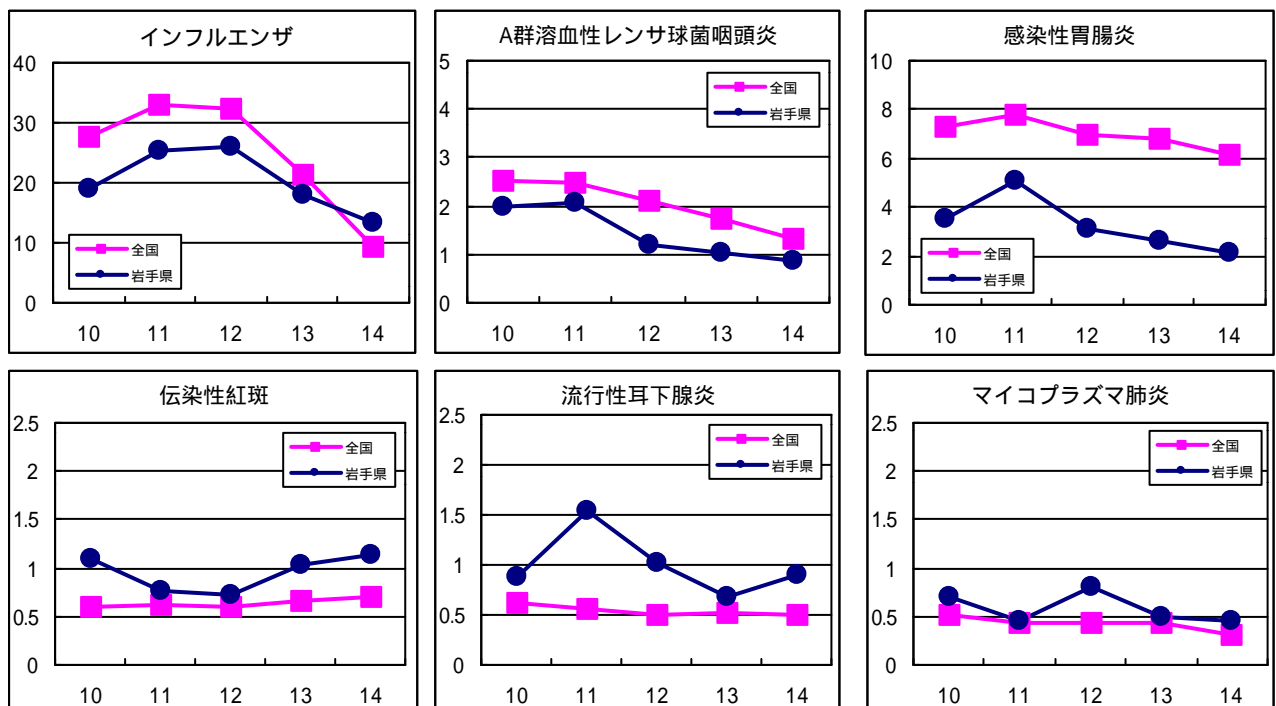 インフルエンザ
40
30
20
10
0
全国
岩手県
10 11 12 13 14
A群溶血性レンサ球菌咽頭炎
5
4
3
2
1
0
全国
岩手県
10 11 12 13 14
感染性胃腸炎
10
8
6
4
2
0
全国
岩手県
10 11 12 13 14
伝染性紅斑
2.5
2
1.5
1
0.5
0
全国
岩手県
10 11 12 13 14
流行性耳下腺炎
2.5
2
1.5
1
0.5
0
全国
岩手県
10 11 12 13 14
マイコプラズマ肺炎
2.5
2
1.5
1
0.5
0
全国
岩手県
10 11 12 13 14